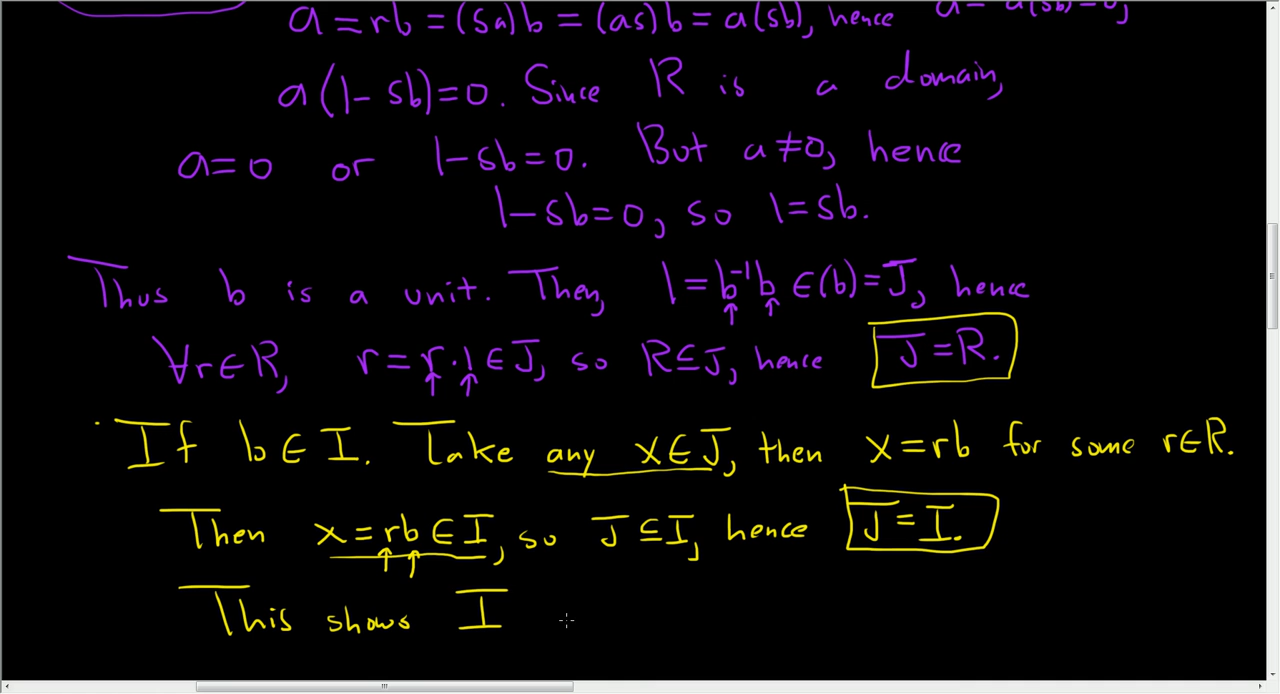 a = rb = (sa)b = (as)b = a(sb), hence
a(1-sb)=0. Since R is a domain,
a=0 or 1-sb=0. But a≠0, hence
1-sb=0, so 1=sb.
Thus b is a unit. Then, 1=b⁻¹b ∈(b)=J, hence
∀r∈R, r=r·1∈J, so R⊆J, hence J=R.
If b∈I. Take any x∈J, then x=rb for some r∈R.
Then x=rb∈I, so J⊆I, hence J=I.
This shows I